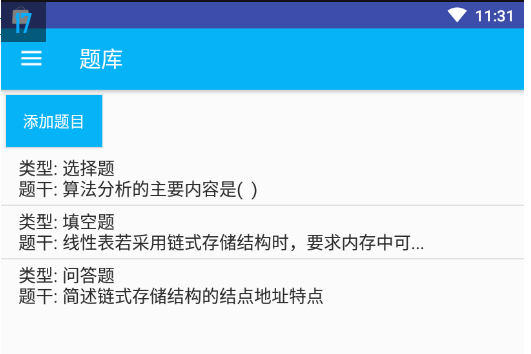 11:31
题库
添加题目
类型: 选择题
题干: 算法分析的主要内容是( )
类型: 填空题
题干: 线性表若采用链式存储结构时，要求内存中可...
类型: 问答题
题干: 简述链式存储结构的结点地址特点